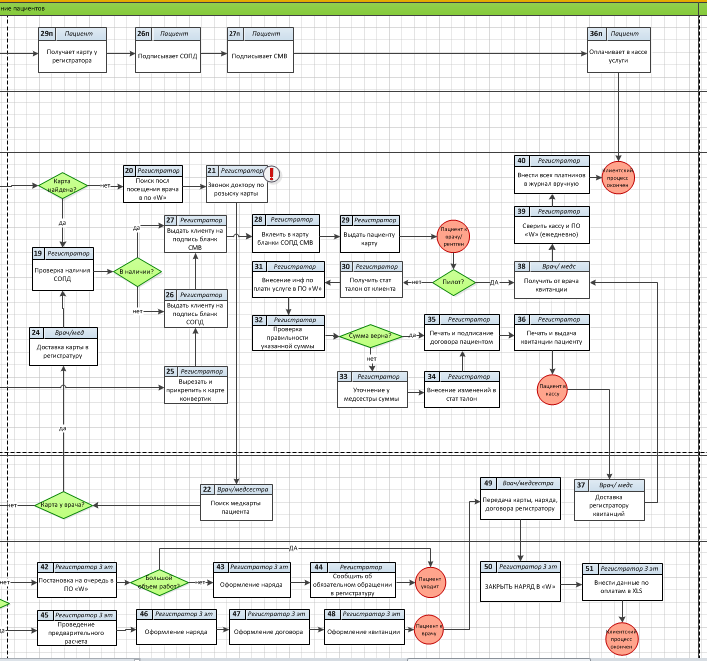 ние пациентов
29п Пациент
Получает карту у
регистратора
26п Пациент
Подписывает СОПД
27п Пациент
Подписывает СМВ
36п Пациент
Оплачивает в кассе
услуги
Карта
найдена?
нет
да
20 Регистратор
Поиск посл
посещения врача
в по «W»
21 Регистратор
Звонок доктору по
розыску карты
!
40 Регистратор
Внести всех платников
в журнал вручную
процесс
окончен
19 Регистратор
Проверка наличия
СОПД
В наличии?
да
нет
27 Регистратор
Выдать клиенту на
подпись бланк
СМВ
28 Регистратор
Вклеить в карту
бланки СОПД СМВ
29 Регистратор
Выдать пациенту
карту
Пациент к
врачу/
39 Регистратор
Сверить кассу и ПО
«W» (ежедневно)
26 Регистратор
Выдать клиенту на
подпись бланк
СОПД
31 Регистратор
Внесение инф по
платн услуге в ПО «W»
30 Регистратор
Получить стат
талон от клиента
нет
Пилот?
ДА
38 Врач/ медс
Получить от врача
квитанции
24 Врач/мед
Доставка карты в
регистратуру
32 Регистратор
Проверка
правильности
указанной суммы
Сумма верна?
да
нет
35 Регистратор
Печать и подписание
договора пациентом
36 Регистратор
Печать и выдача
квитанции пациенту
25 Регистратор
Вырезать и
прикрепить к карте
конвертик
33 Регистратор
Уточнение у
медсестры суммы
34 Регистратор
Внесение изменений в
стат талон
Пациент в
кассу
да
нет
Карта у врача?
22 Врач/медсестра
Поиск медкарты
пациента
49 Врач/медсестра
Передача карты, наряда,
договора регистратору
37 Врач/ медс
Доставка
регистратору
квитанций
ДА
нет
42 Регистратор 3 эт
Постановка на очередь в
ПО «W»
Большой
объем работ?
нет
43 Регистратор 3 эт
Оформление наряда
44 Регистратор
Сообщить об
обязательном обращении
в регистратуру
Пациент
уходит
50 Регистратор 3 эт
ЗАКРЫТЬ НАРЯД В «W»
51 Регистратор 3 эт
Внести данные по
оплатам в XLS
45 Регистратор 3 эт
Проведение
предварительного
расчета
46 Регистратор 3 эт
Оформление наряда
47 Регистратор 3 эт
Оформление договора
48 Регистратор 3 эт
Оформление квитанции
Пациент к
врачу
процесс
окончен